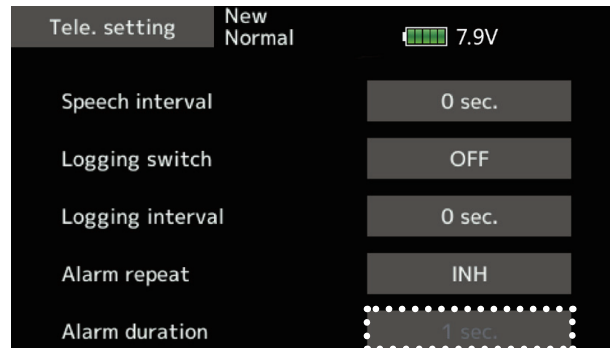 Tele. setting
New
Normal
7.9V
Speech interval 0 sec.
Logging switch OFF
Logging interval 0 sec.
Alarm repeat INH
Alarm duration 1 sec.